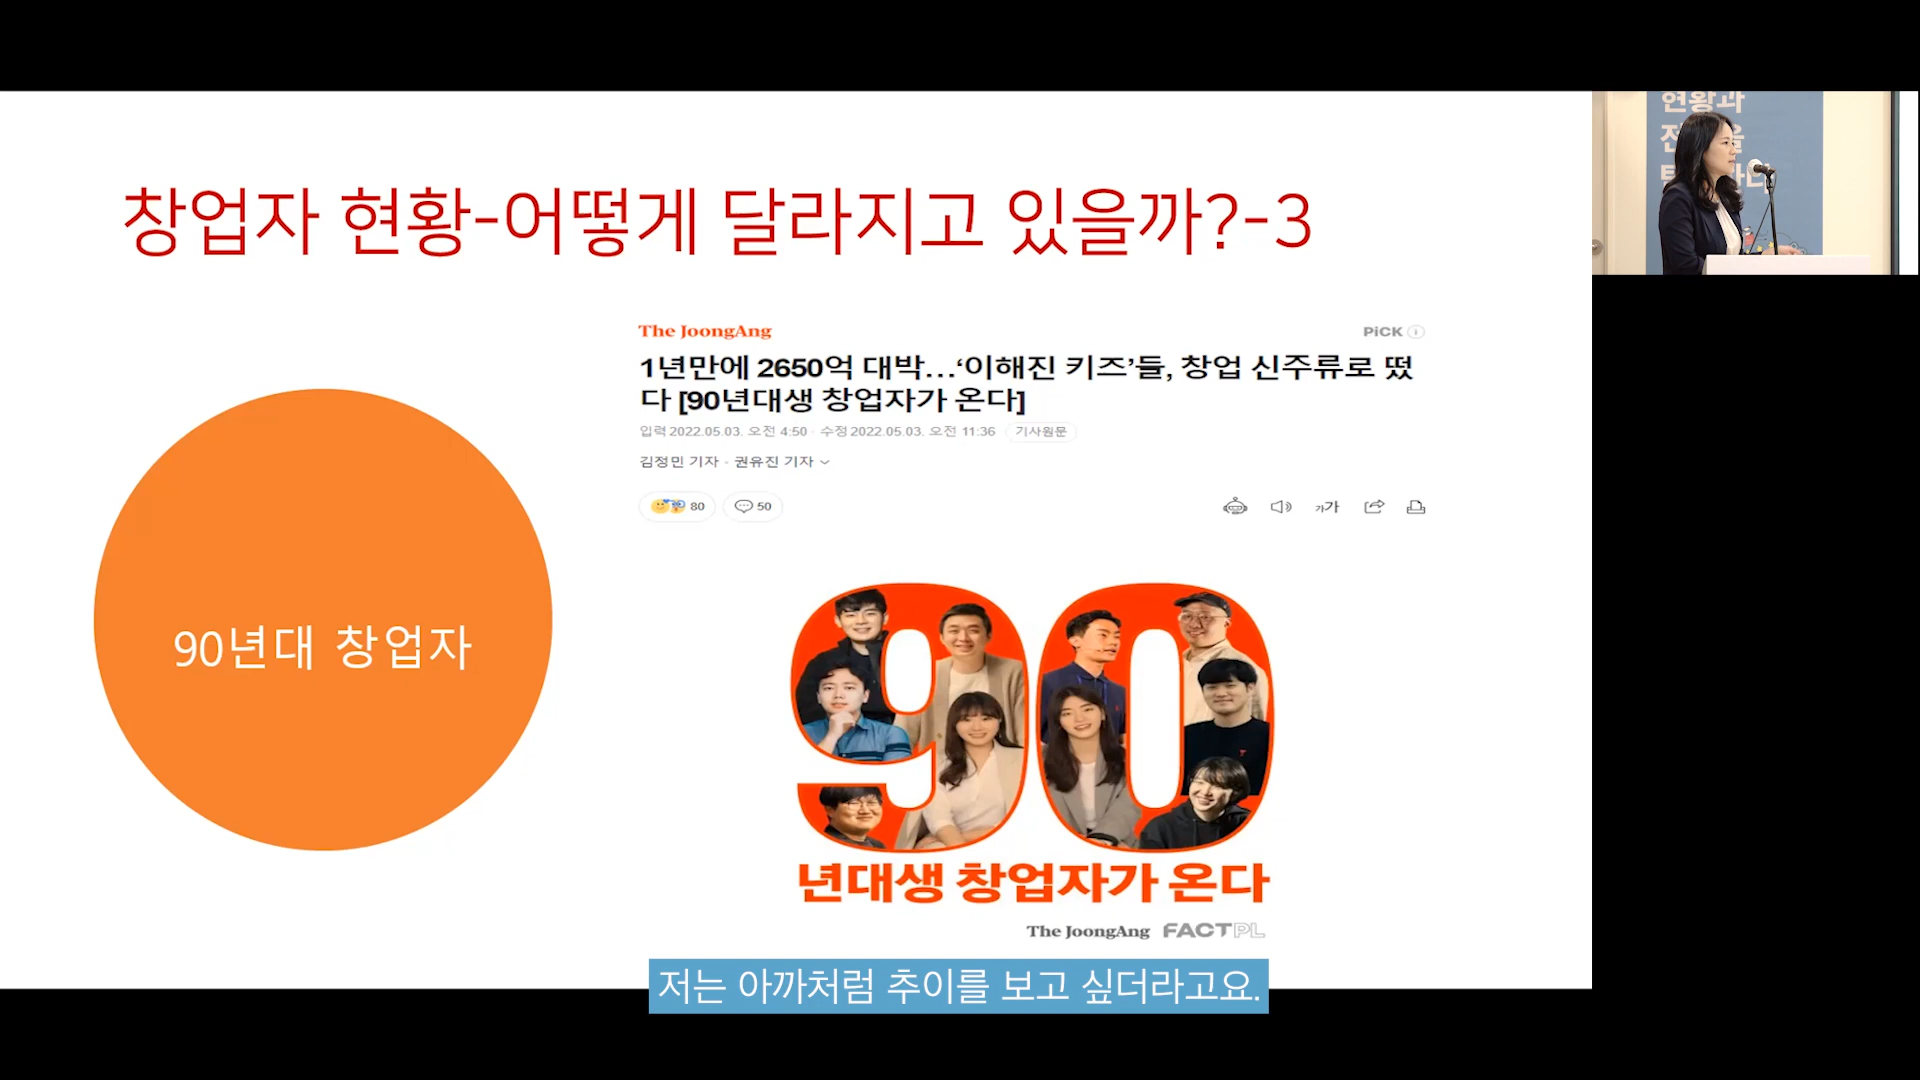 창업자 현황-어떻게 달라지고 있을까?-3
The JoongAng
PiCK
1년만에 2650억 대박…‘이해진 키즈’들, 창업 신주류로 떴
다 [90년대생 창업자가 온다]
입력 2022.05.03. 오전 4:50 · 수정 2022.05.03. 오전 11:36 기사원문
김정민 기자 · 권유진 기자
80
50
가가
90년대 창업자
90
년대생 창업자가 온다
The JoongAng FACTPL
저는 아까처럼 추이를 보고 싶더라고요.
현황과